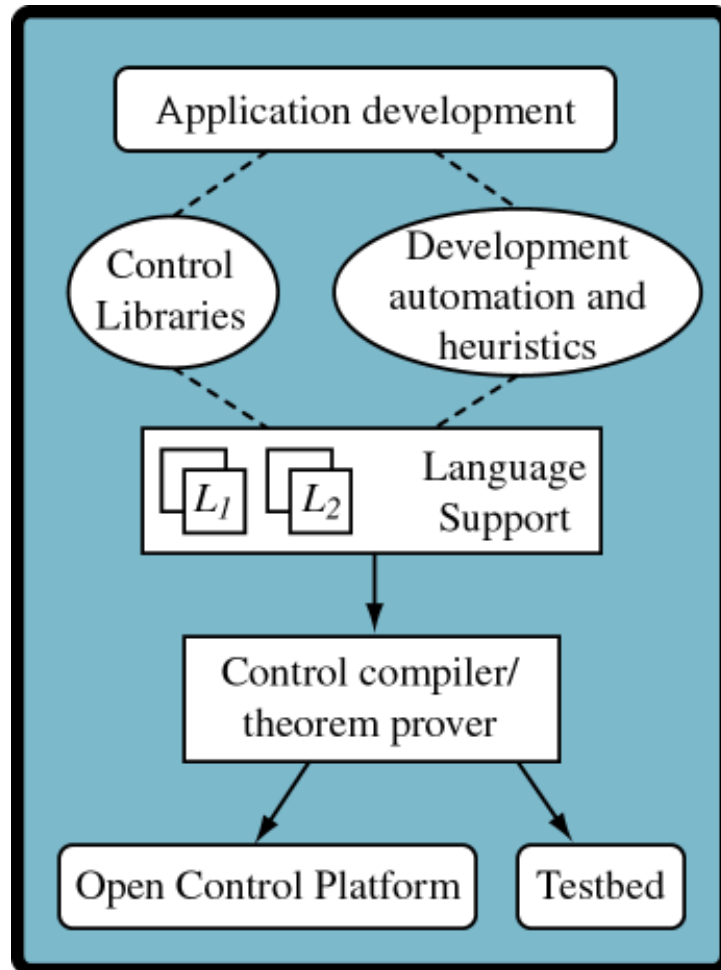 Application development
Control
Libraries
Development
automation and
heuristics
L1
L2
Language
Support
Control compiler/
theorem prover
Open Control Platform
Testbed